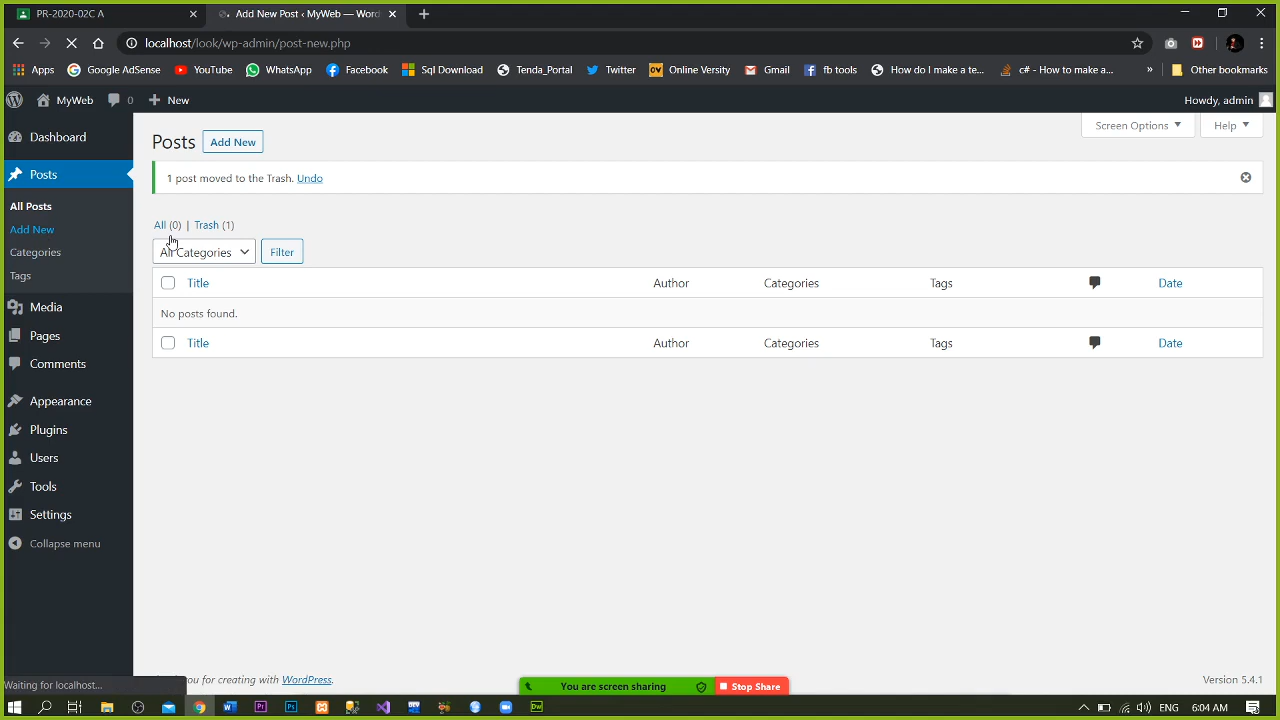 PR-2020-02C A
Add New Post ‹ MyWeb — Word
localhost/look/wp-admin/post-new.php
Apps
Google AdSense
YouTube
WhatsApp
Facebook
Sql Download
Tenda_Portal
Twitter
OV
Online Versity
Gmail
fb tools
How do I make a te...
c# - How to make a...
»
Other bookmarks
MyWeb
0
New
Howdy, admin
Dashboard
Posts
All Posts
Add New
Categories
Tags
Media
Pages
Comments
Appearance
Plugins
Users
Tools
Settings
Collapse menu
Posts
Add New
Screen Options
Help
1 post moved to the Trash. Undo
All (0) | Trash (1)
All Categories
Filter
Title Author Categories Tags Date
No posts found.
Title Author Categories Tags Date
you for creating with WordPress.
Version 5.4.1
Waiting for localhost...
You are screen sharing
Stop Share
W
Pr
Ps
DEV
Dw
ENG
6:04 AM